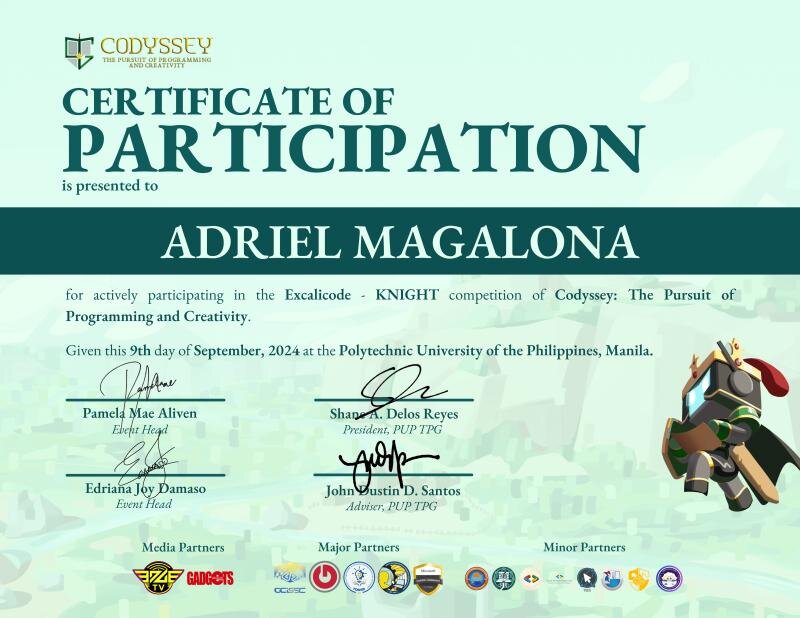 CODYSSEY
THE PURSUIT OF PROGRAMMING
AND CREATIVITY
CERTIFICATE OF
PARTICIPATION
is presented to
ADRIEL MAGALONA
for actively participating in the Excalicode - KNIGHT competition of Codyssey: The Pursuit of
Programming and Creativity.
Given this 9th day of September, 2024 at the Polytechnic University of the Philippines, Manila.
Pamela Mae Aliven
Event Head
Shane A. Delos Reyes
President, PUP TPG
Edriana Joy Damaso
Event Head
John Dustin D. Santos
Adviser, PUP TPG
Media Partners
Major Partners
Minor Partners
TV
GADGETS